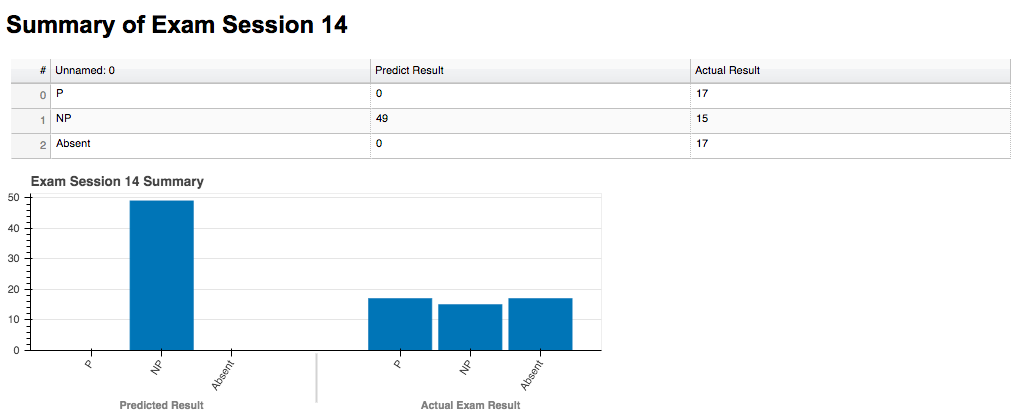 Summary of Exam Session 14
# Unnamed: 0 Predict Result Actual Result
0 P 0 17
1 NP 49 15
2 Absent 0 17
Exam Session 14 Summary
50
40
30
20
10
0
P NP Absent P NP Absent
Predicted Result Actual Exam Result